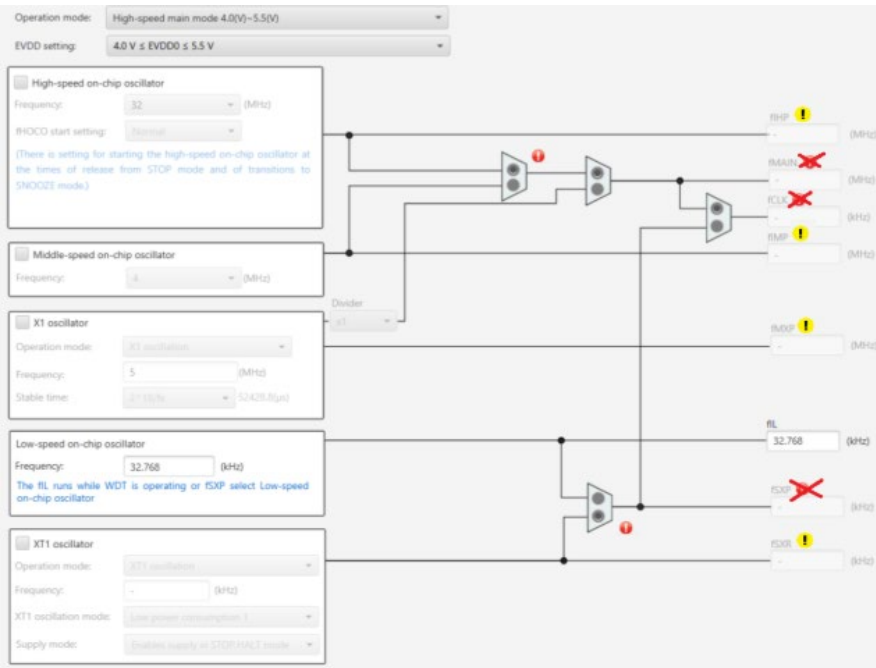 Operation mode: High-speed main mode 4.0(V)~5.5(V)
EVDD setting: 4.0 V ≤ EVDD0 ≤ 5.5 V
High-speed on-chip oscillator
Frequency: 32 (MHz)
fHOCO start setting: Normal
(There is setting for starting the high-speed on-chip oscillator at
the times of release from STOP mode and of transitions to
SNOOZE mode.)
fIHP
- (MHz)
fMAIN
- (MHz)
fCLK
- (kHz)
fIMP
- (MHz)
Middle-speed on-chip oscillator
Frequency: 4 (MHz)
Divider
x1
X1 oscillator
Operation mode: X1 oscillation
Frequency: 5 (MHz)
Stable time: 52428.8(μs)
fMXP
- (MHz)
Low-speed on-chip oscillator
Frequency: 32.768 (kHz)
The fIL runs while WDT is operating or fSXP select Low-speed
on-chip oscillator
fIL
32.768 (kHz)
fSXP
- (kHz)
fSXR
- (kHz)
XT1 oscillator
Operation mode: XT1 oscillation
Frequency: - (kHz)
XT1 oscillation mode: Low power consumption 1
Supply mode: Enables supply in STOP,HALT mode